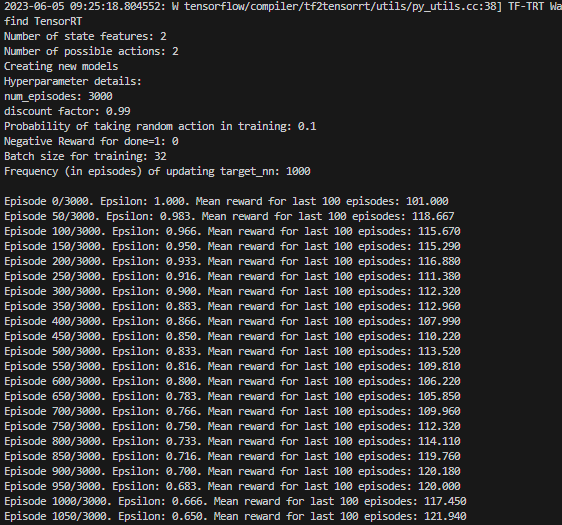 2023-06-05 09:25:18.804552: W tensorflow/compiler/tf2tensorrt/utils/py_utils.cc:38] TF-TRT Wa
find TensorRT
Number of state features: 2
Number of possible actions: 2
Creating new models
Hyperparameter details:
num_episodes: 3000
discount factor: 0.99
Probability of taking random action in training: 0.1
Negative Reward for done=1: 0
Batch size for training: 32
Frequency (in episodes) of updating target_nn: 1000
Episode 0/3000. Epsilon: 1.000. Mean reward for last 100 episodes: 101.000
Episode 50/3000. Epsilon: 0.983. Mean reward for last 100 episodes: 118.667
Episode 100/3000. Epsilon: 0.966. Mean reward for last 100 episodes: 115.670
Episode 150/3000. Epsilon: 0.950. Mean reward for last 100 episodes: 115.290
Episode 200/3000. Epsilon: 0.933. Mean reward for last 100 episodes: 116.880
Episode 250/3000. Epsilon: 0.916. Mean reward for last 100 episodes: 111.380
Episode 300/3000. Epsilon: 0.900. Mean reward for last 100 episodes: 112.320
Episode 350/3000. Epsilon: 0.883. Mean reward for last 100 episodes: 112.960
Episode 400/3000. Epsilon: 0.866. Mean reward for last 100 episodes: 107.990
Episode 450/3000. Epsilon: 0.850. Mean reward for last 100 episodes: 110.220
Episode 500/3000. Epsilon: 0.833. Mean reward for last 100 episodes: 113.520
Episode 550/3000. Epsilon: 0.816. Mean reward for last 100 episodes: 109.810
Episode 600/3000. Epsilon: 0.800. Mean reward for last 100 episodes: 106.220
Episode 650/3000. Epsilon: 0.783. Mean reward for last 100 episodes: 105.850
Episode 700/3000. Epsilon: 0.766. Mean reward for last 100 episodes: 109.960
Episode 750/3000. Epsilon: 0.750. Mean reward for last 100 episodes: 112.320
Episode 800/3000. Epsilon: 0.733. Mean reward for last 100 episodes: 114.110
Episode 850/3000. Epsilon: 0.716. Mean reward for last 100 episodes: 119.760
Episode 900/3000. Epsilon: 0.700. Mean reward for last 100 episodes: 120.180
Episode 950/3000. Epsilon: 0.683. Mean reward for last 100 episodes: 120.000
Episode 1000/3000. Epsilon: 0.666. Mean reward for last 100 episodes: 117.450
Episode 1050/3000. Epsilon: 0.650. Mean reward for last 100 episodes: 121.940